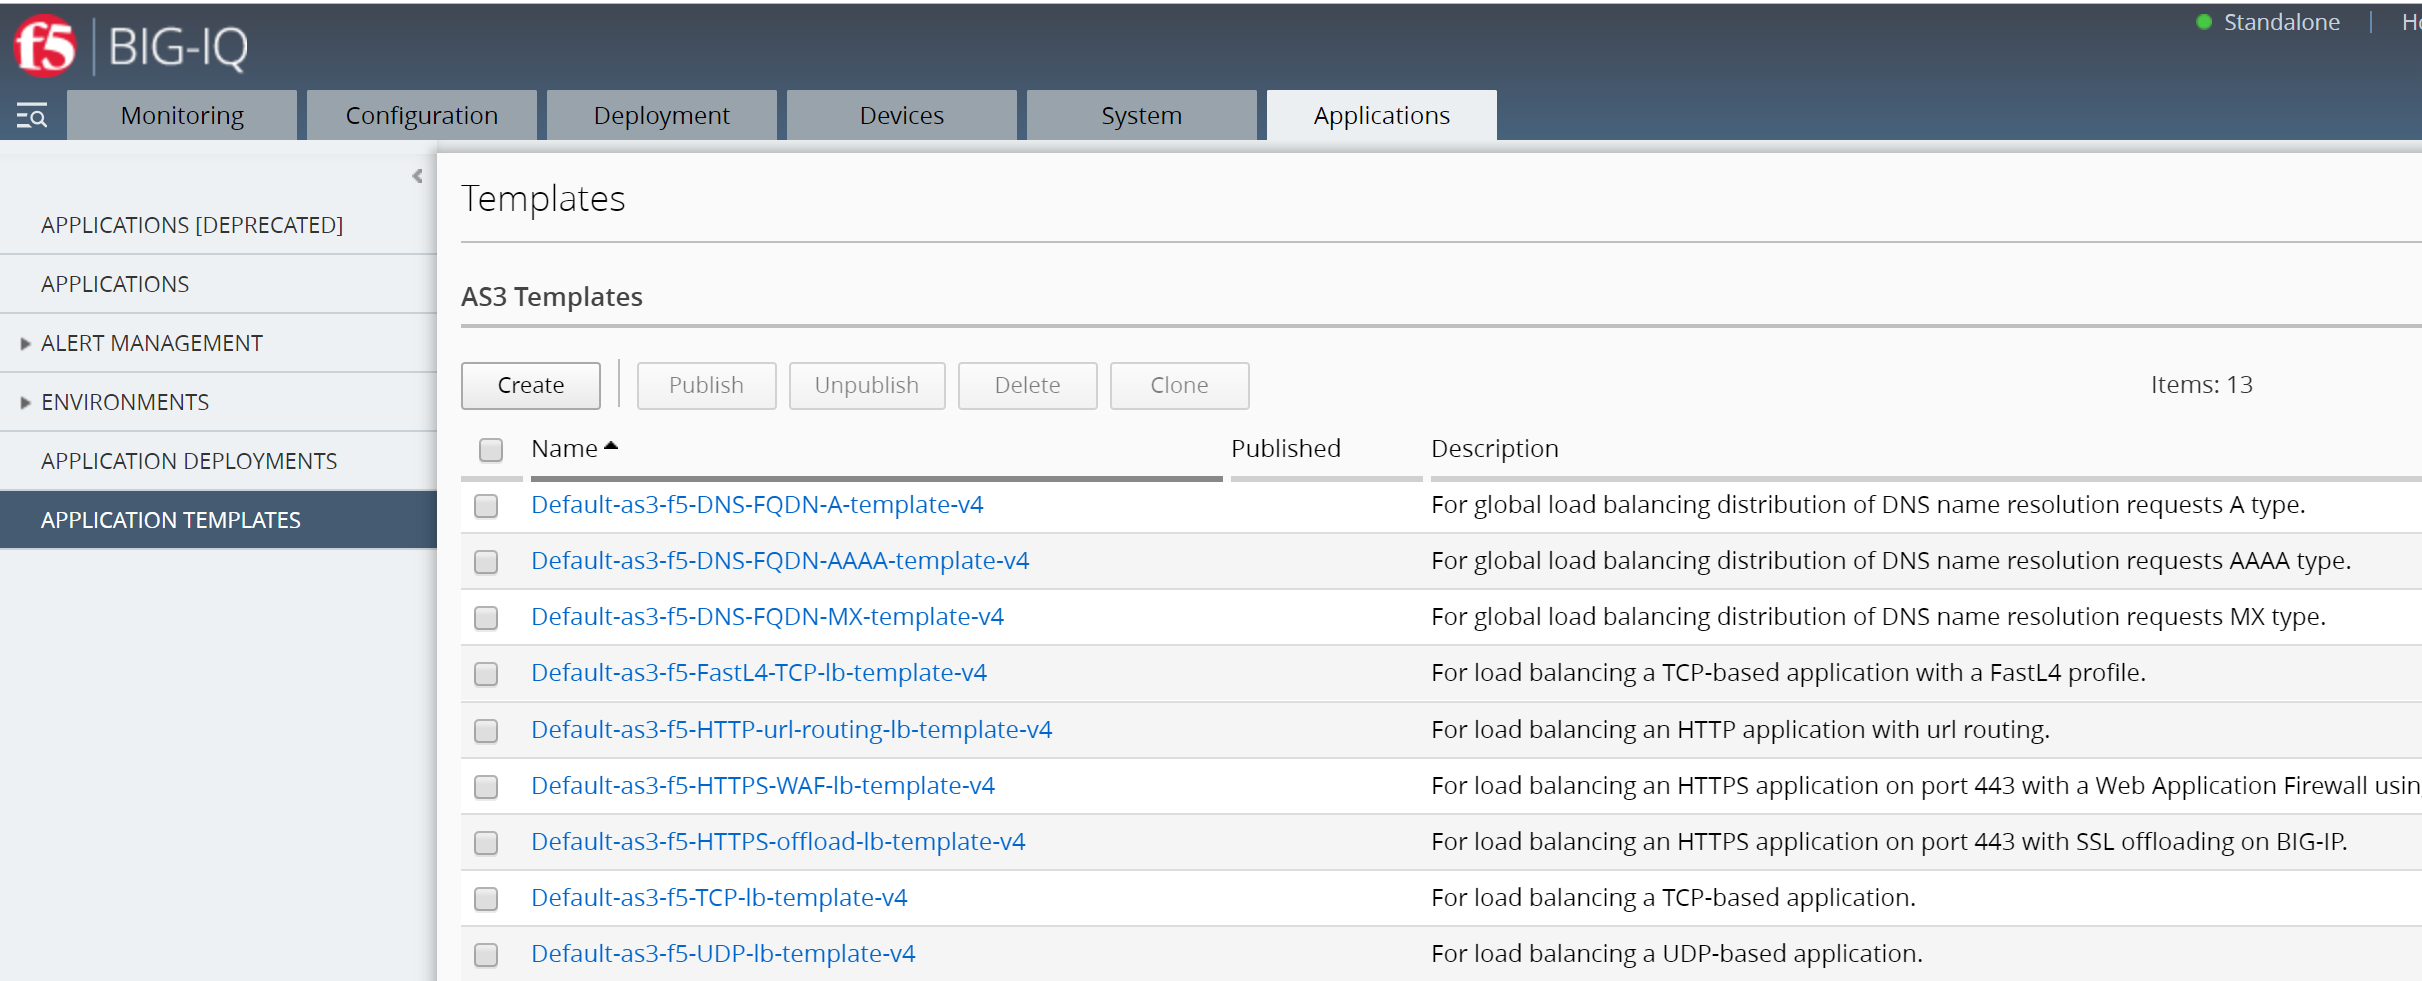 f5 BIG-IQ
Standalone
Monitoring Configuration Deployment Devices System Applications
APPLICATIONS [DEPRECATED]
APPLICATIONS
ALERT MANAGEMENT
ENVIRONMENTS
APPLICATION DEPLOYMENTS
APPLICATION TEMPLATES
Templates
AS3 Templates
Create Publish Unpublish Delete Clone Items: 13
Name Published Description
Default-as3-f5-DNS-FQDN-A-template-v4 For global load balancing distribution of DNS name resolution requests A type.
Default-as3-f5-DNS-FQDN-AAAA-template-v4 For global load balancing distribution of DNS name resolution requests AAAA type.
Default-as3-f5-DNS-FQDN-MX-template-v4 For global load balancing distribution of DNS name resolution requests MX type.
Default-as3-f5-FastL4-TCP-lb-template-v4 For load balancing a TCP-based application with a FastL4 profile.
Default-as3-f5-HTTP-url-routing-lb-template-v4 For load balancing an HTTP application with url routing.
Default-as3-f5-HTTPS-WAF-lb-template-v4 For load balancing an HTTPS application on port 443 with a Web Application Firewall usin
Default-as3-f5-HTTPS-offload-lb-template-v4 For load balancing an HTTPS application on port 443 with SSL offloading on BIG-IP.
Default-as3-f5-TCP-lb-template-v4 For load balancing a TCP-based application.
Default-as3-f5-UDP-lb-template-v4 For load balancing a UDP-based application.